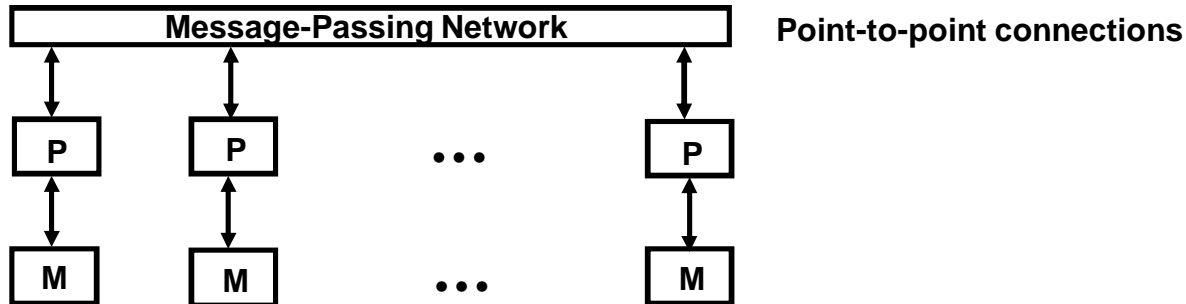 Message-Passing Network Point-to-point connections
P P ... P
M M ... M